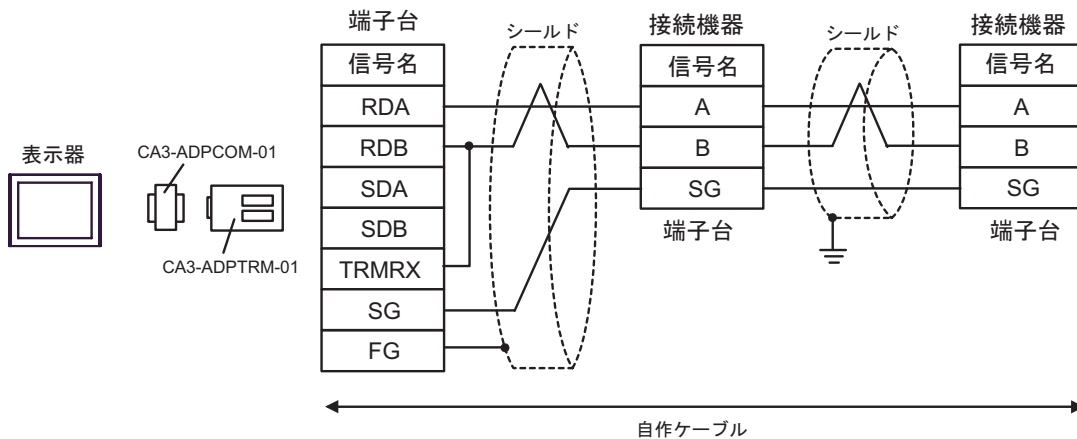 表示器
CA3-ADPCOM-01
CA3-ADPTRM-01
端子台
信号名
RDA
RDB
SDA
SDB
TRMRX
SG
FG
シールド
接続機器
信号名
A
B
SG
端子台
シールド
接続機器
信号名
A
B
SG
端子台
自作ケーブル